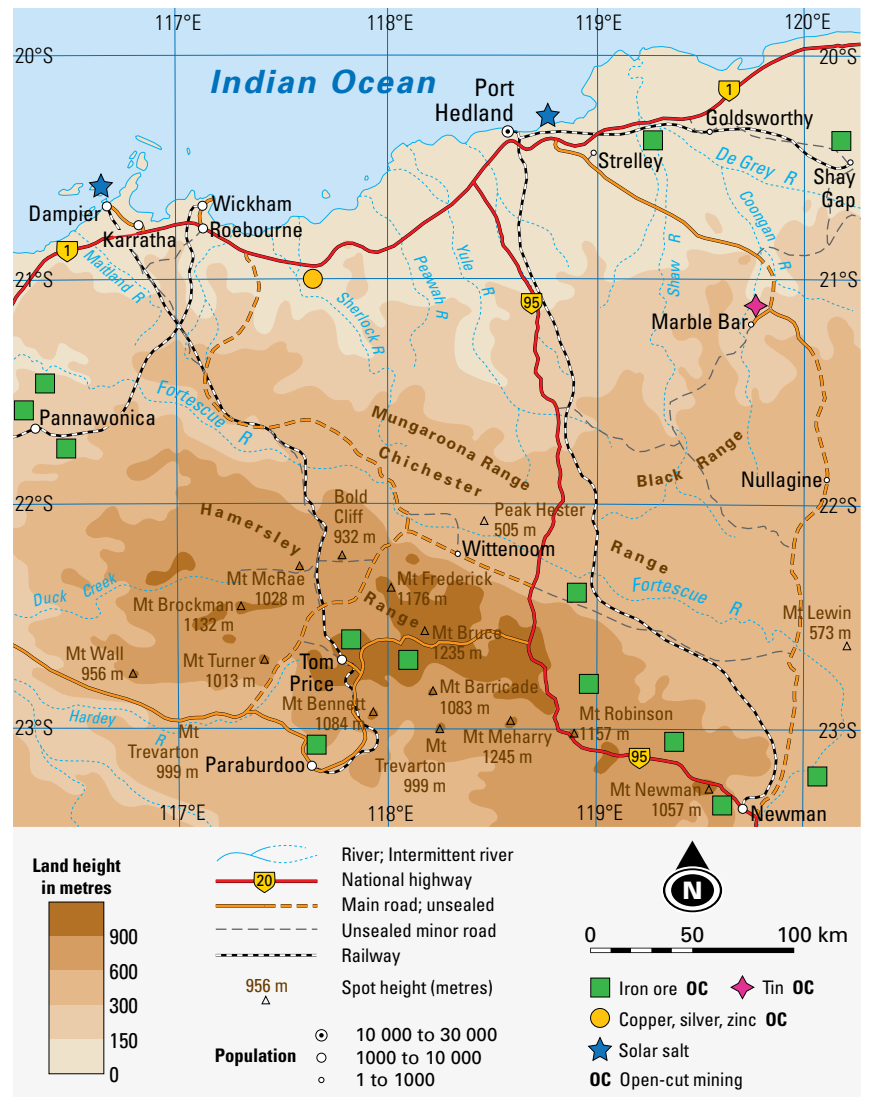 117°E
118°E
119°E
120°E
20°S
20°S
Indian Ocean
Port
Hedland
1
Goldsworthy
Strelley
De Grey R
Shay
Gap
Dampier
Wickham
Karratha
Roebourne
1
Maitland R
Coongan R
Shaw R
Yule R
Peawah R
Sherlock R
21°S
21°S
95
Marble Bar
Fortescue R
Pannawonica
Mungaroona Range
Chichester
Black Range
Nullagine
22°S
22°S
Bold
Cliff
932 m
Peak Hester
505 m
Hamersley
Wittenoom
Range
Fortescue R
Duck Creek
Mt McRae
1028 m
Mt Frederick
1176 m
Mt Brockman
1132 m
Range
Mt Bruce
1235 m
Mt Lewin
573 m
Mt Wall
956 m
Mt Turner
1013 m
Tom
Price
Mt Barricade
1083 m
Mt Bennett
1084 m
Mt Robinson
1157 m
Hardey R
Mt
Trevarton
999 m
Mt
Trevarton
999 m
Mt Meharry
1245 m
23°S
23°S
Paraburdoo
95
Mt Newman
1057 m
Newman
117°E
118°E
119°E
120°E
Land height
in metres
900
600
300
150
0
River; Intermittent river
20
National highway
Main road; unsealed
Unsealed minor road
Railway
956 m
Spot height (metres)
Population
10 000 to 30 000
1000 to 10 000
1 to 1000
N
0 50 100 km
Iron ore OC
Tin OC
Copper, silver, zinc OC
Solar salt
OC Open-cut mining